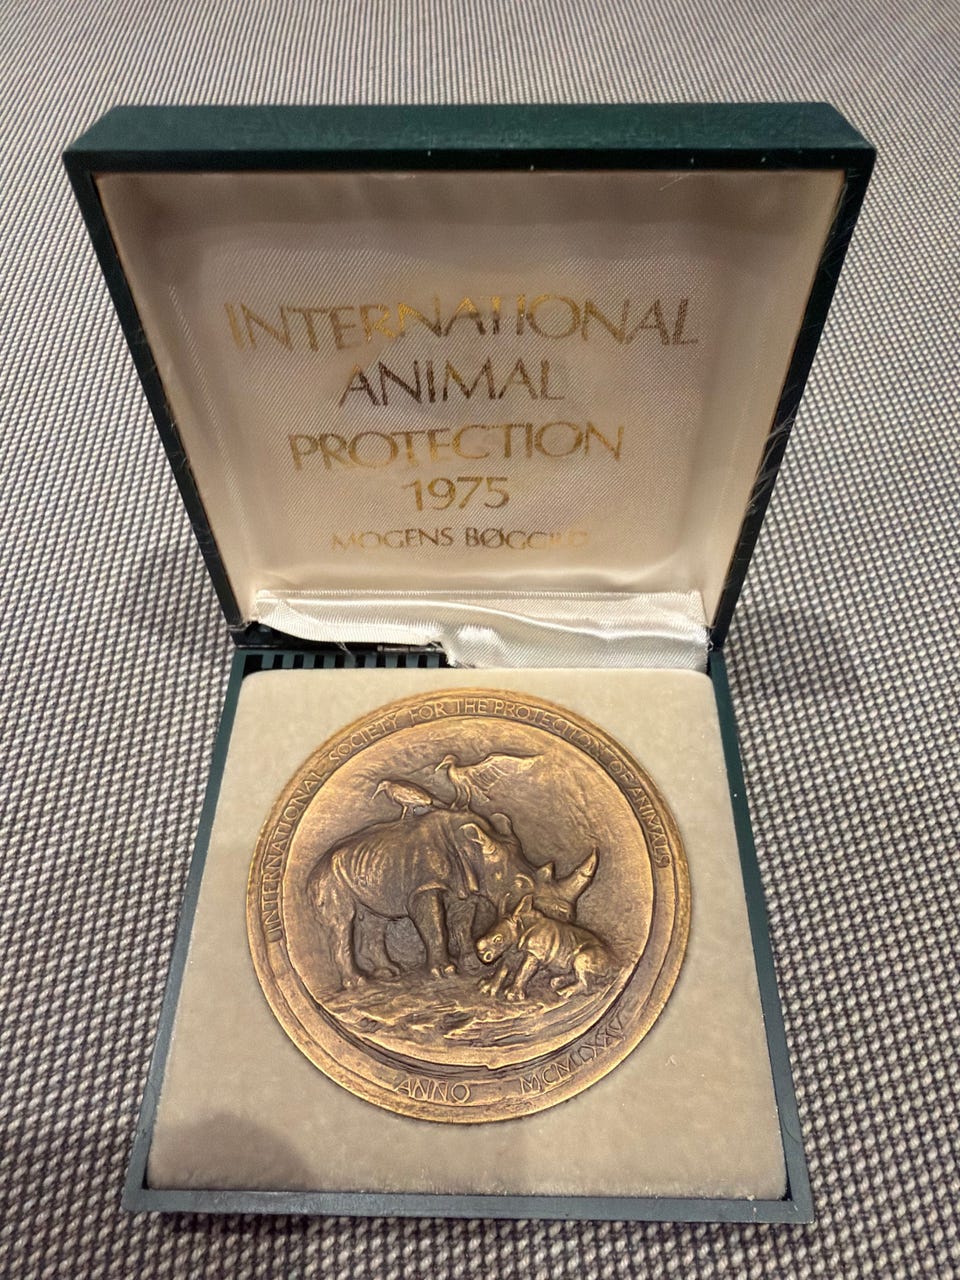 INTERNATIONAL
ANIMAL
PROTECTION
1975
MOGENS BØGGILD
INTERNATIONAL SOCIETY FOR THE PROTECTION OF ANIMALS
ANNO MCMLXXV